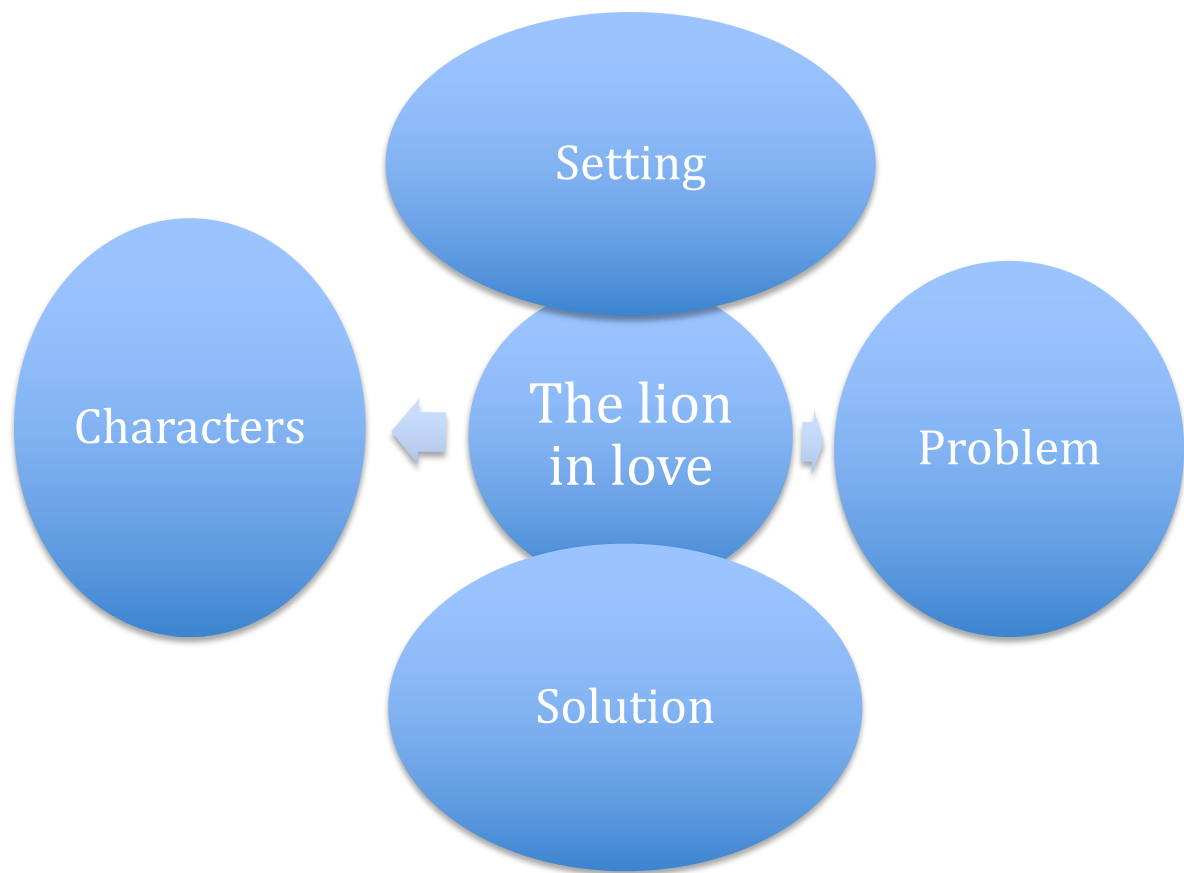 Setting
Characters
The lion
in love
Problem
Solution